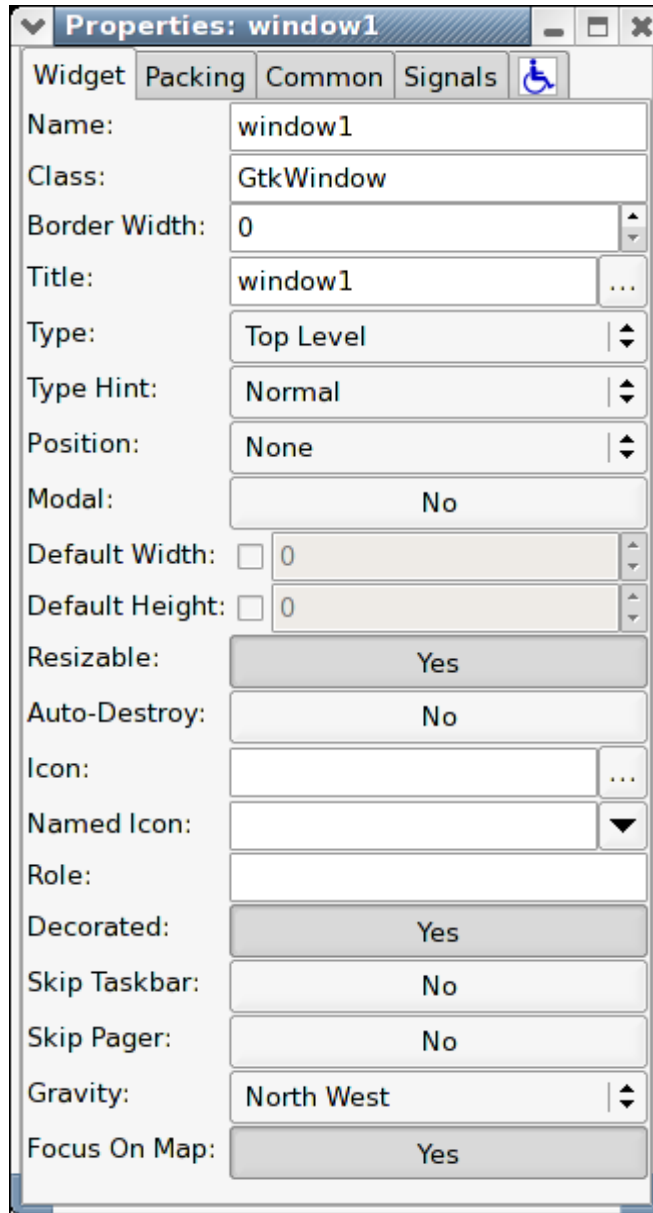 Properties: window1
Widget Packing Common Signals
Name: window1
Class: GtkWindow
Border Width: 0
Title: window1 ...
Type: Top Level
Type Hint: Normal
Position: None
Modal: No
Default Width: 0
Default Height: 0
Resizable: Yes
Auto-Destroy: No
Icon: ...
Named Icon:
Role:
Decorated: Yes
Skip Taskbar: No
Skip Pager: No
Gravity: North West
Focus On Map: Yes